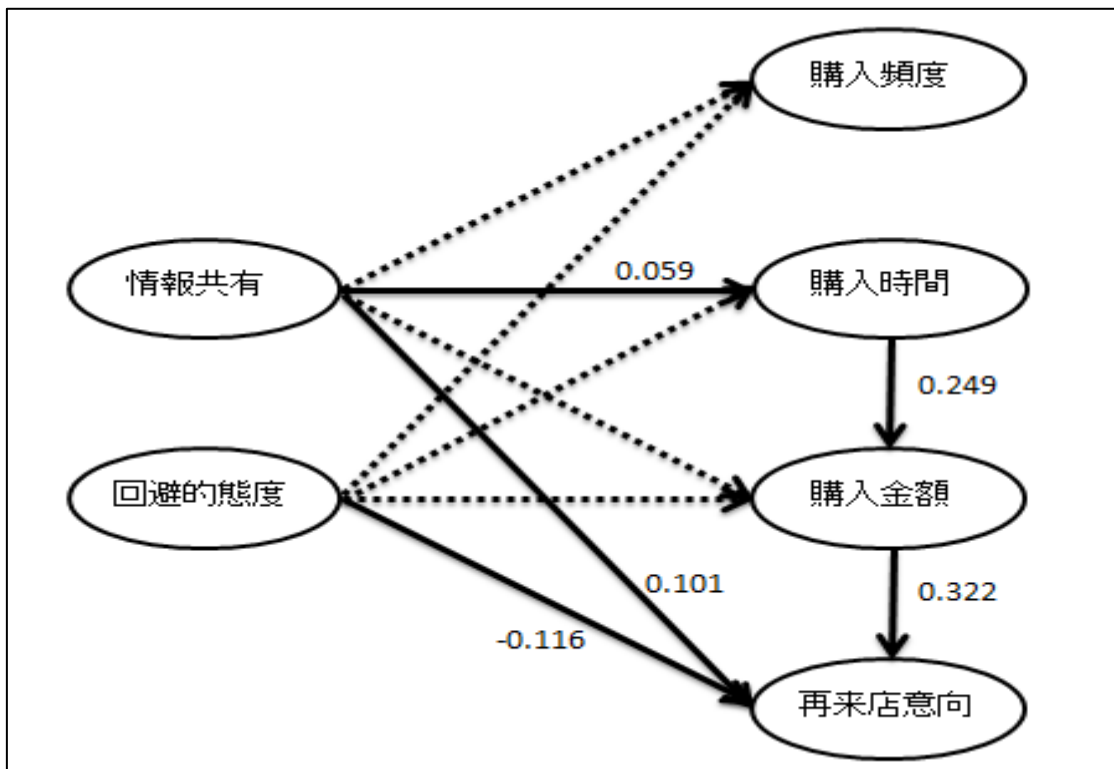 購入頻度
情報共有
0.059
購入時間
0.249
回避的態度
購入金額
0.101
0.322
-0.116
再来店意向